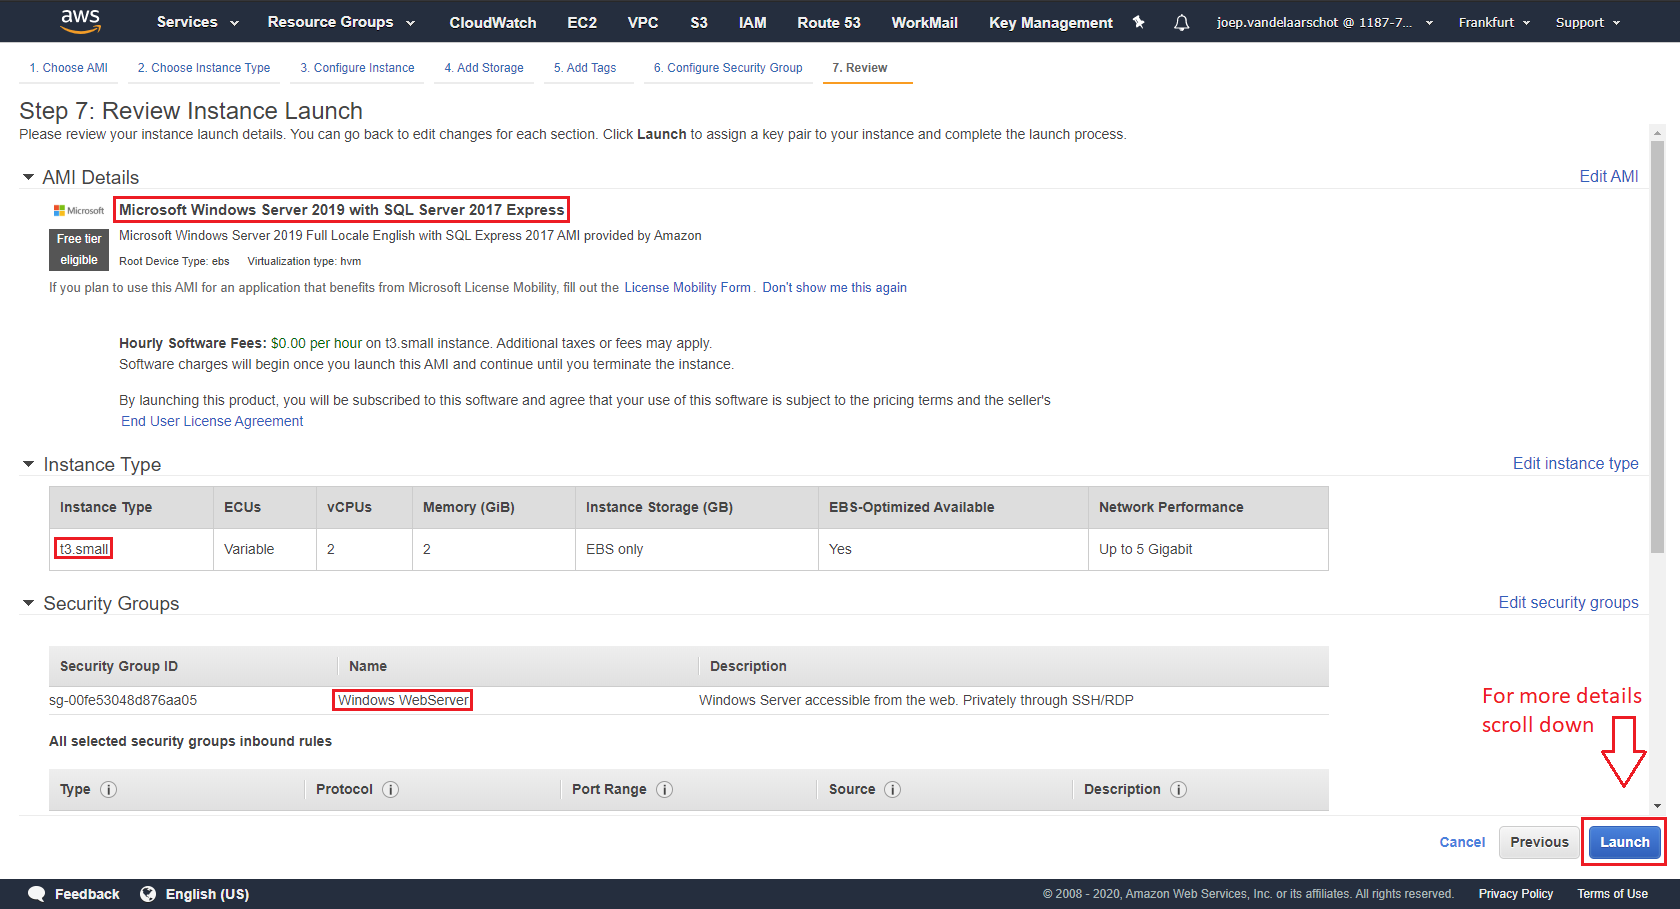 aws
Services Resource Groups CloudWatch EC2 VPC S3 IAM Route 53 WorkMail Key Management joep.vandelaarschot @ 1187-7... Frankfurt Support
1. Choose AMI 2. Choose Instance Type 3. Configure Instance 4. Add Storage 5. Add Tags 6. Configure Security Group 7. Review
Step 7: Review Instance Launch
Please review your instance launch details. You can go back to edit changes for each section. Click Launch to assign a key pair to your instance and complete the launch process.
AMI Details Edit AMI
Microsoft Microsoft Windows Server 2019 with SQL Server 2017 Express
Free tier eligible
Microsoft Windows Server 2019 Full Locale English with SQL Express 2017 AMI provided by Amazon
Root Device Type: ebs Virtualization type: hvm
If you plan to use this AMI for an application that benefits from Microsoft License Mobility, fill out the License Mobility Form . Don't show me this again
Hourly Software Fees: $0.00 per hour on t3.small instance. Additional taxes or fees may apply.
Software charges will begin once you launch this AMI and continue until you terminate the instance.
By launching this product, you will be subscribed to this software and agree that your use of this software is subject to the pricing terms and the seller's
End User License Agreement
Instance Type Edit instance type
Instance Type ECUs vCPUs Memory (GiB) Instance Storage (GB) EBS-Optimized Available Network Performance
t3.small Variable 2 2 EBS only Yes Up to 5 Gigabit
Security Groups Edit security groups
Security Group ID Name Description
sg-00fe53048d876aa05 Windows WebServer Windows Server accessible from the web. Privately through SSH/RDP
For more details
scroll down
All selected security groups inbound rules
Type i Protocol i Port Range i Source i Description i
Cancel Previous Launch
Feedback English (US) © 2008 - 2020, Amazon Web Services, Inc. or its affiliates. All rights reserved. Privacy Policy Terms of Use